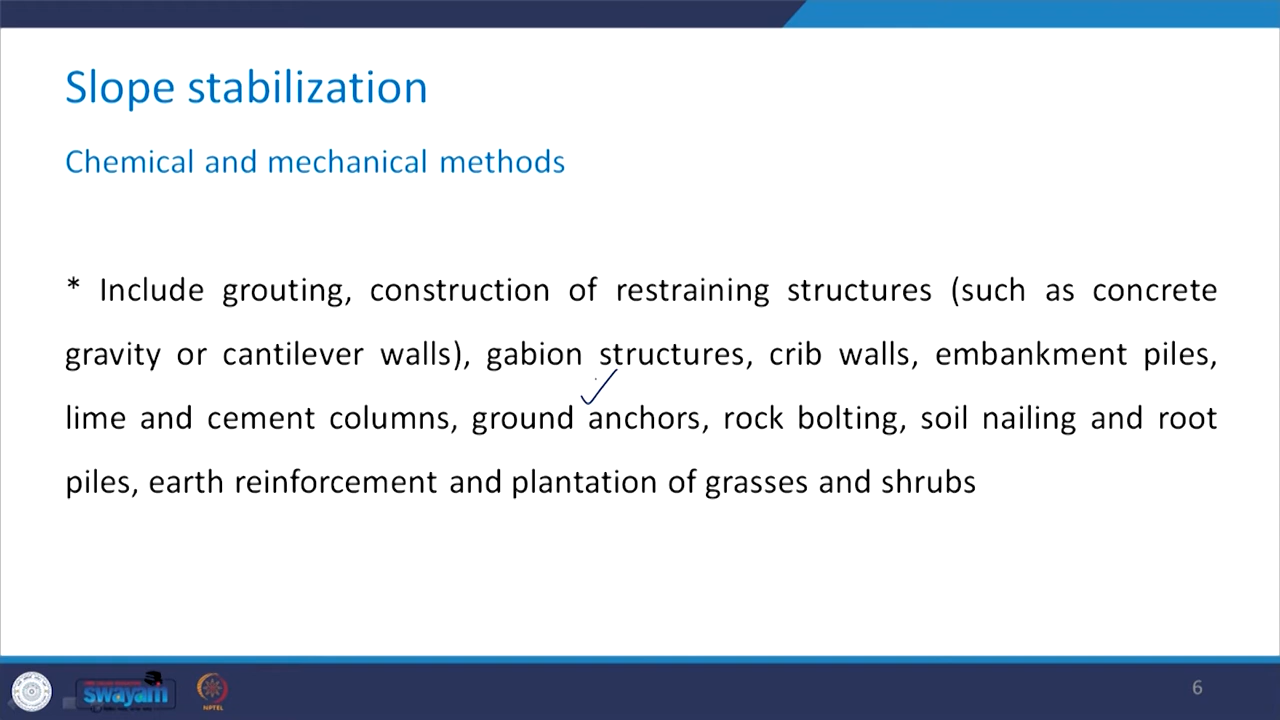 Slope stabilization
Chemical and mechanical methods
* Include grouting, construction of restraining structures (such as concrete
gravity or cantilever walls), gabion structures, crib walls, embankment piles,
lime and cement columns, ground anchors, rock bolting, soil nailing and root
piles, earth reinforcement and plantation of grasses and shrubs
swayam
NPTEL
6